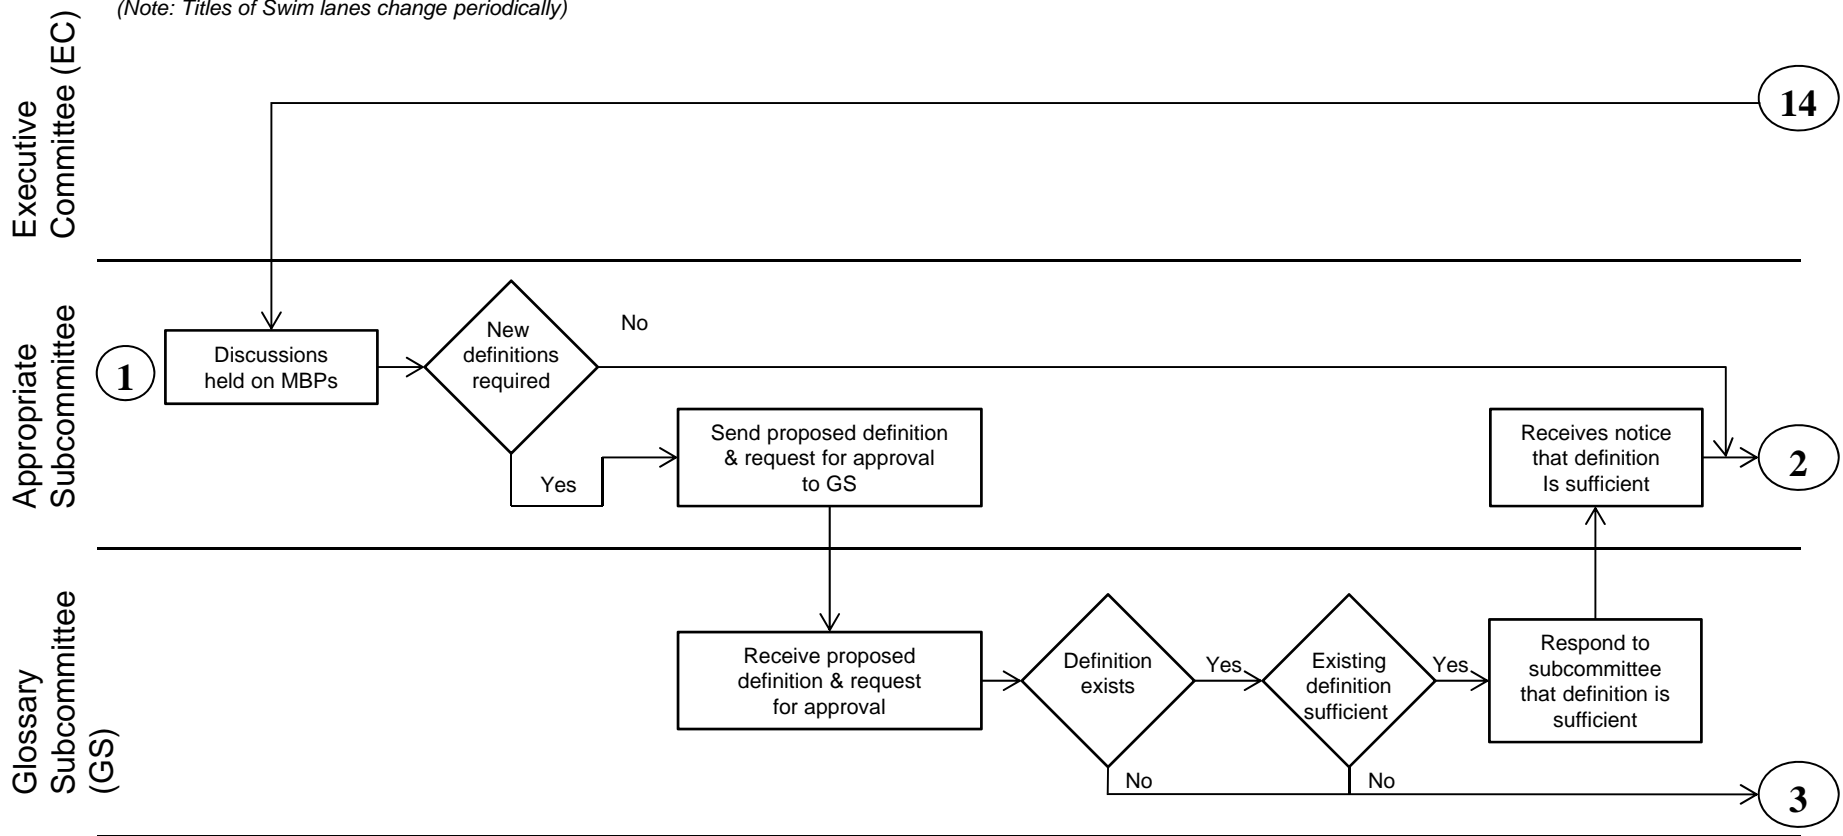 (Note: Titles of Swim lanes change periodically)
Executive
Committee (EC)
14
Appropriate
Subcommittee
1
Discussions
held on MBPs
New
definitions
required
No
Yes
Send proposed definition
& request for approval
to GS
Receives notice
that definition
Is sufficient
2
Glossary
Subcommittee
(GS)
Receive proposed
definition & request
for approval
Definition
exists
Yes
No
Existing
definition
sufficient
Yes
No
Respond to
subcommittee
that definition is
sufficient
3